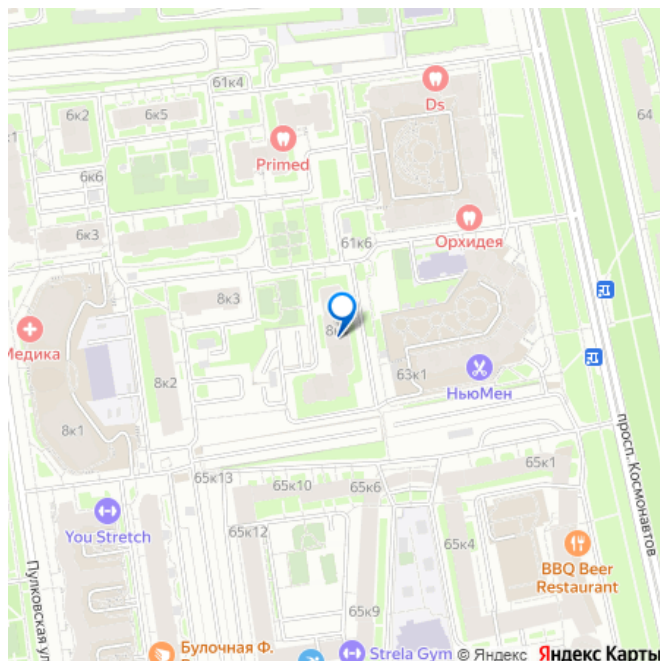 61к4
Ds
6к2
6к5
64
Primed
6к6
6к3
Орхидея
61к6
8к3
Медика
8к2
63к1
НьюМен
8к1
просп. Космонавтов
65к13
65к10
65к6
65к1
You Stretch
65к12
65к4
BBQ Beer
Restaurant
Пулковская ул
65к9
Булочная Ф.
Strela Gym
© Яндекс
Яндекс Карты